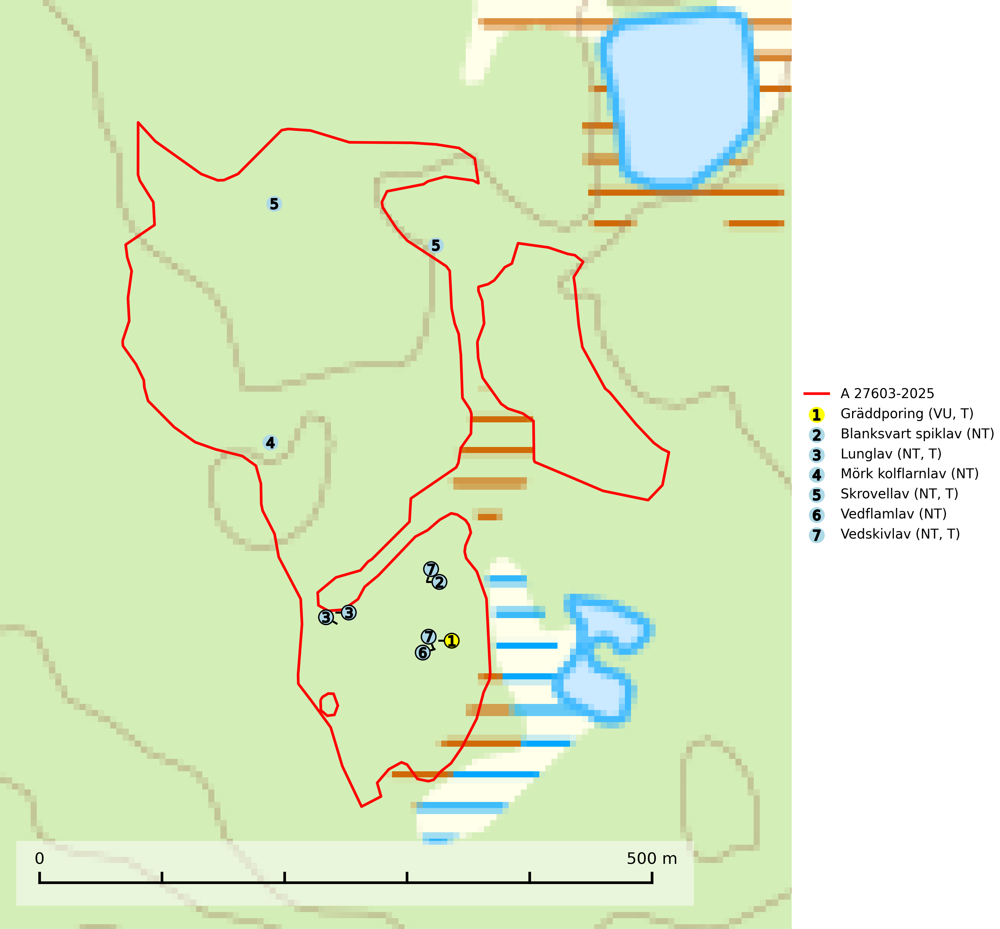 5
5
4
7
2
3
3
7
1
6
0 500 m
A 27603-2025
1 Gräddporing (VU, T)
2 Blanksvart spiklav (NT)
3 Lunglav (NT, T)
4 Mörk kolflarnlav (NT)
5 Skrovellav (NT, T)
6 Vedflamlav (NT)
7 Vedskivlav (NT, T)